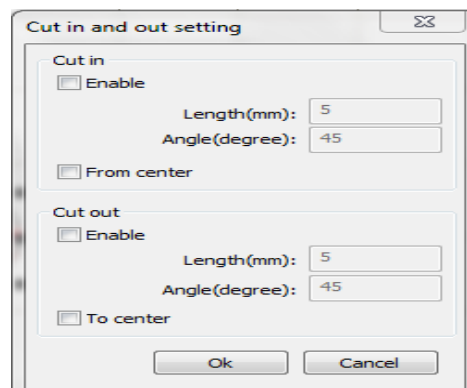 Cut in and out setting
Cut in
Enable
Length(mm): 5
Angle(degree): 45
From center
Cut out
Enable
Length(mm): 5
Angle(degree): 45
To center
Ok Cancel